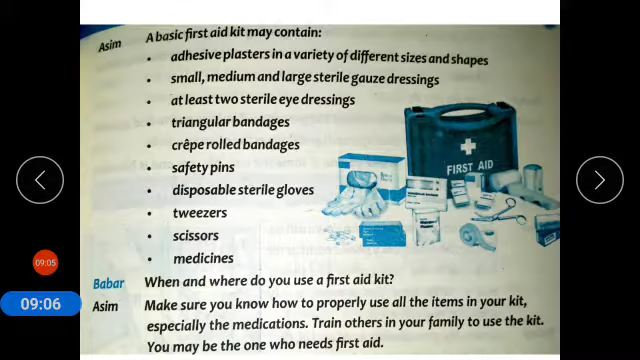 Asim A basic first aid kit may contain:
• adhesive plasters in a variety of different sizes and shapes
• small, medium and large sterile gauze dressings
• at least two sterile eye dressings
• triangular bandages
• crêpe rolled bandages
• safety pins
FIRST AID
• disposable sterile gloves
• tweezers
• scissors
• medicines
Babar When and where do you use a first aid kit?
Asim Make sure you know how to properly use all the items in your kit,
especially the medications. Train others in your family to use the kit.
You may be the one who needs first aid.
09:05
09:06